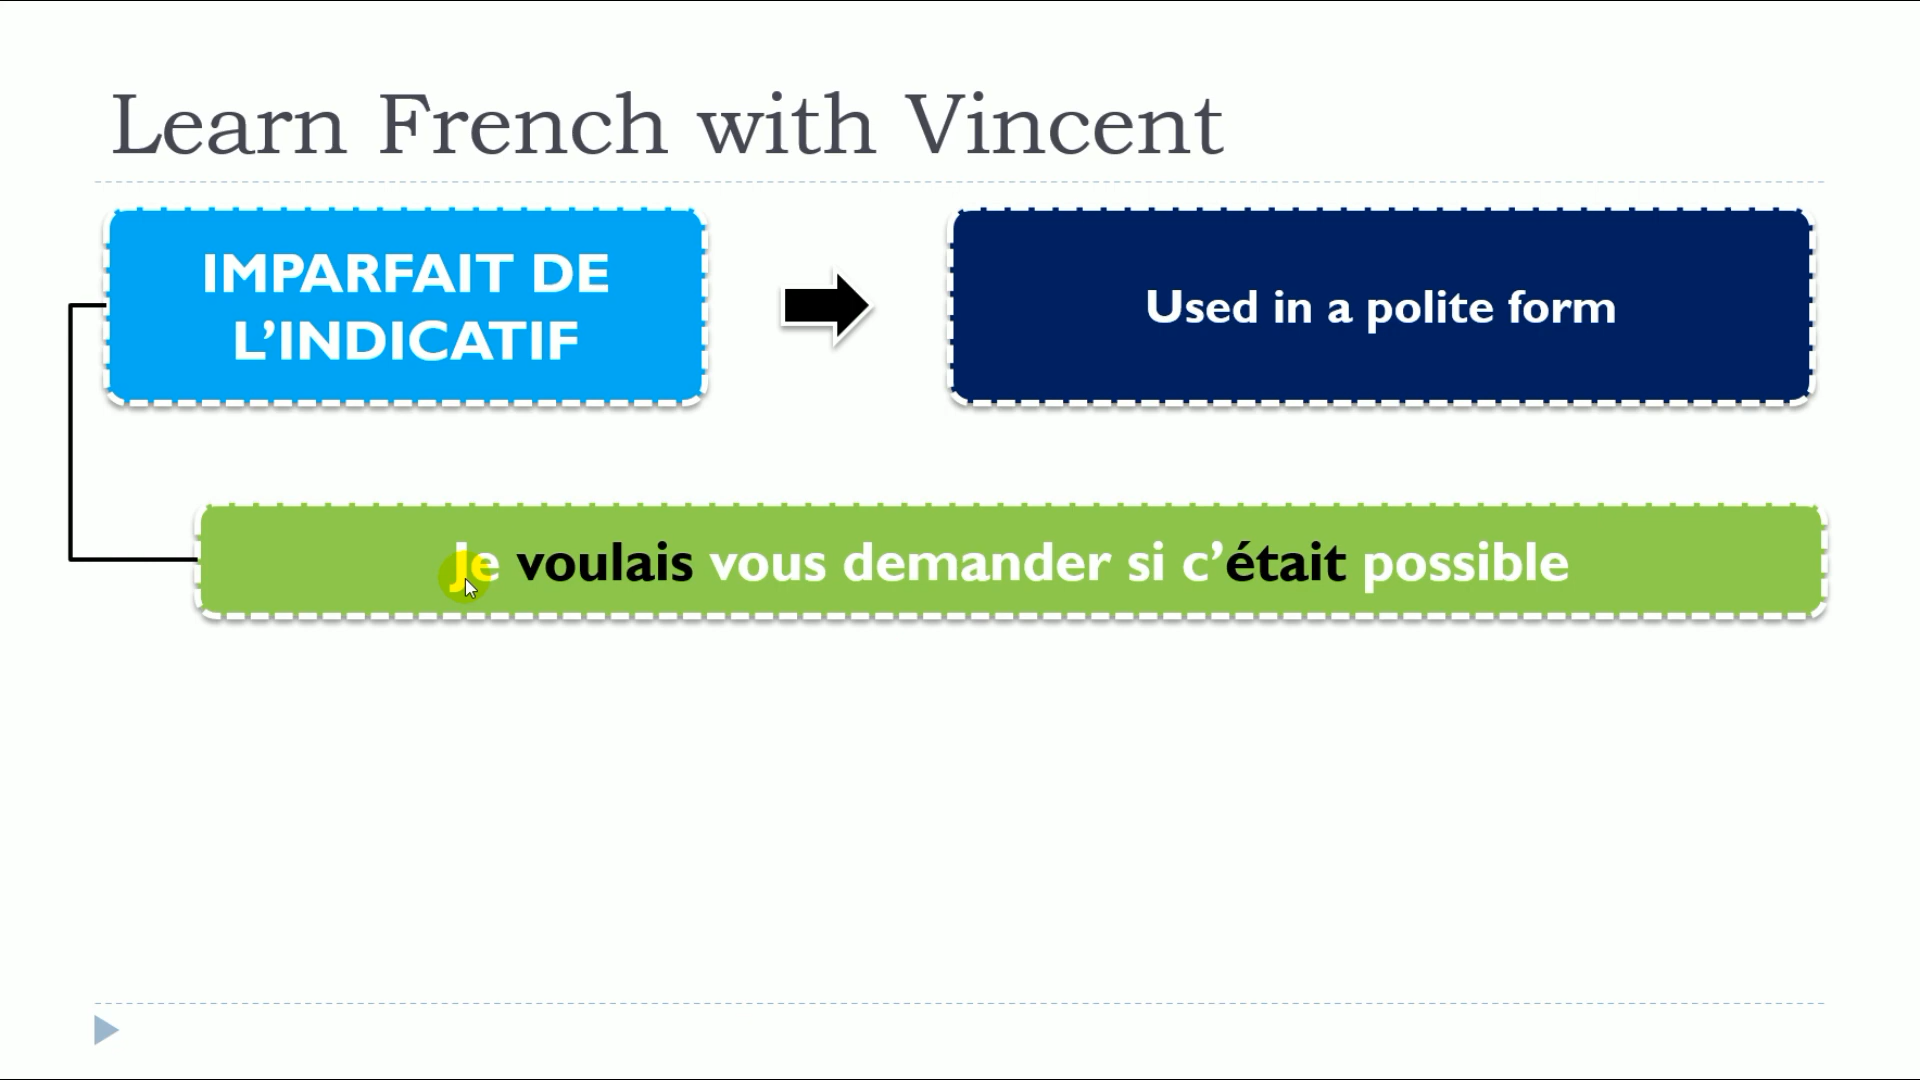 Learn French with Vincent
IMPARFAIT DE
L’INDICATIF
Used in a polite form
Je voulais vous demander si c’était possible